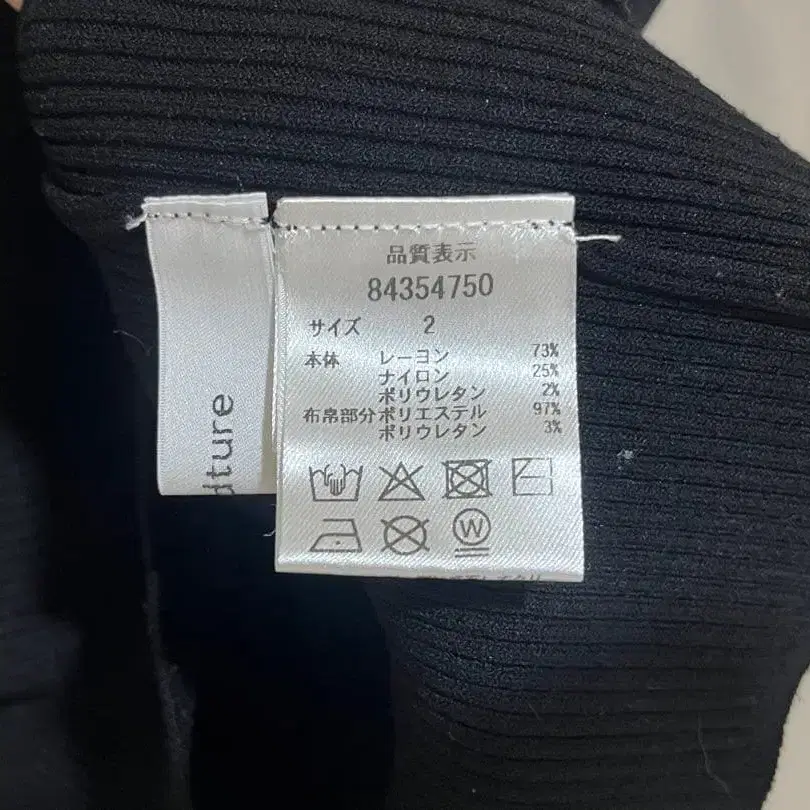 品質表示
84354750
サイズ 2
本体 レーヨン 73%
ナイロン 25%
ポリウレタン 2%
布帛部分 ポリエステル 97%
ポリウレタン 3%
W
dture